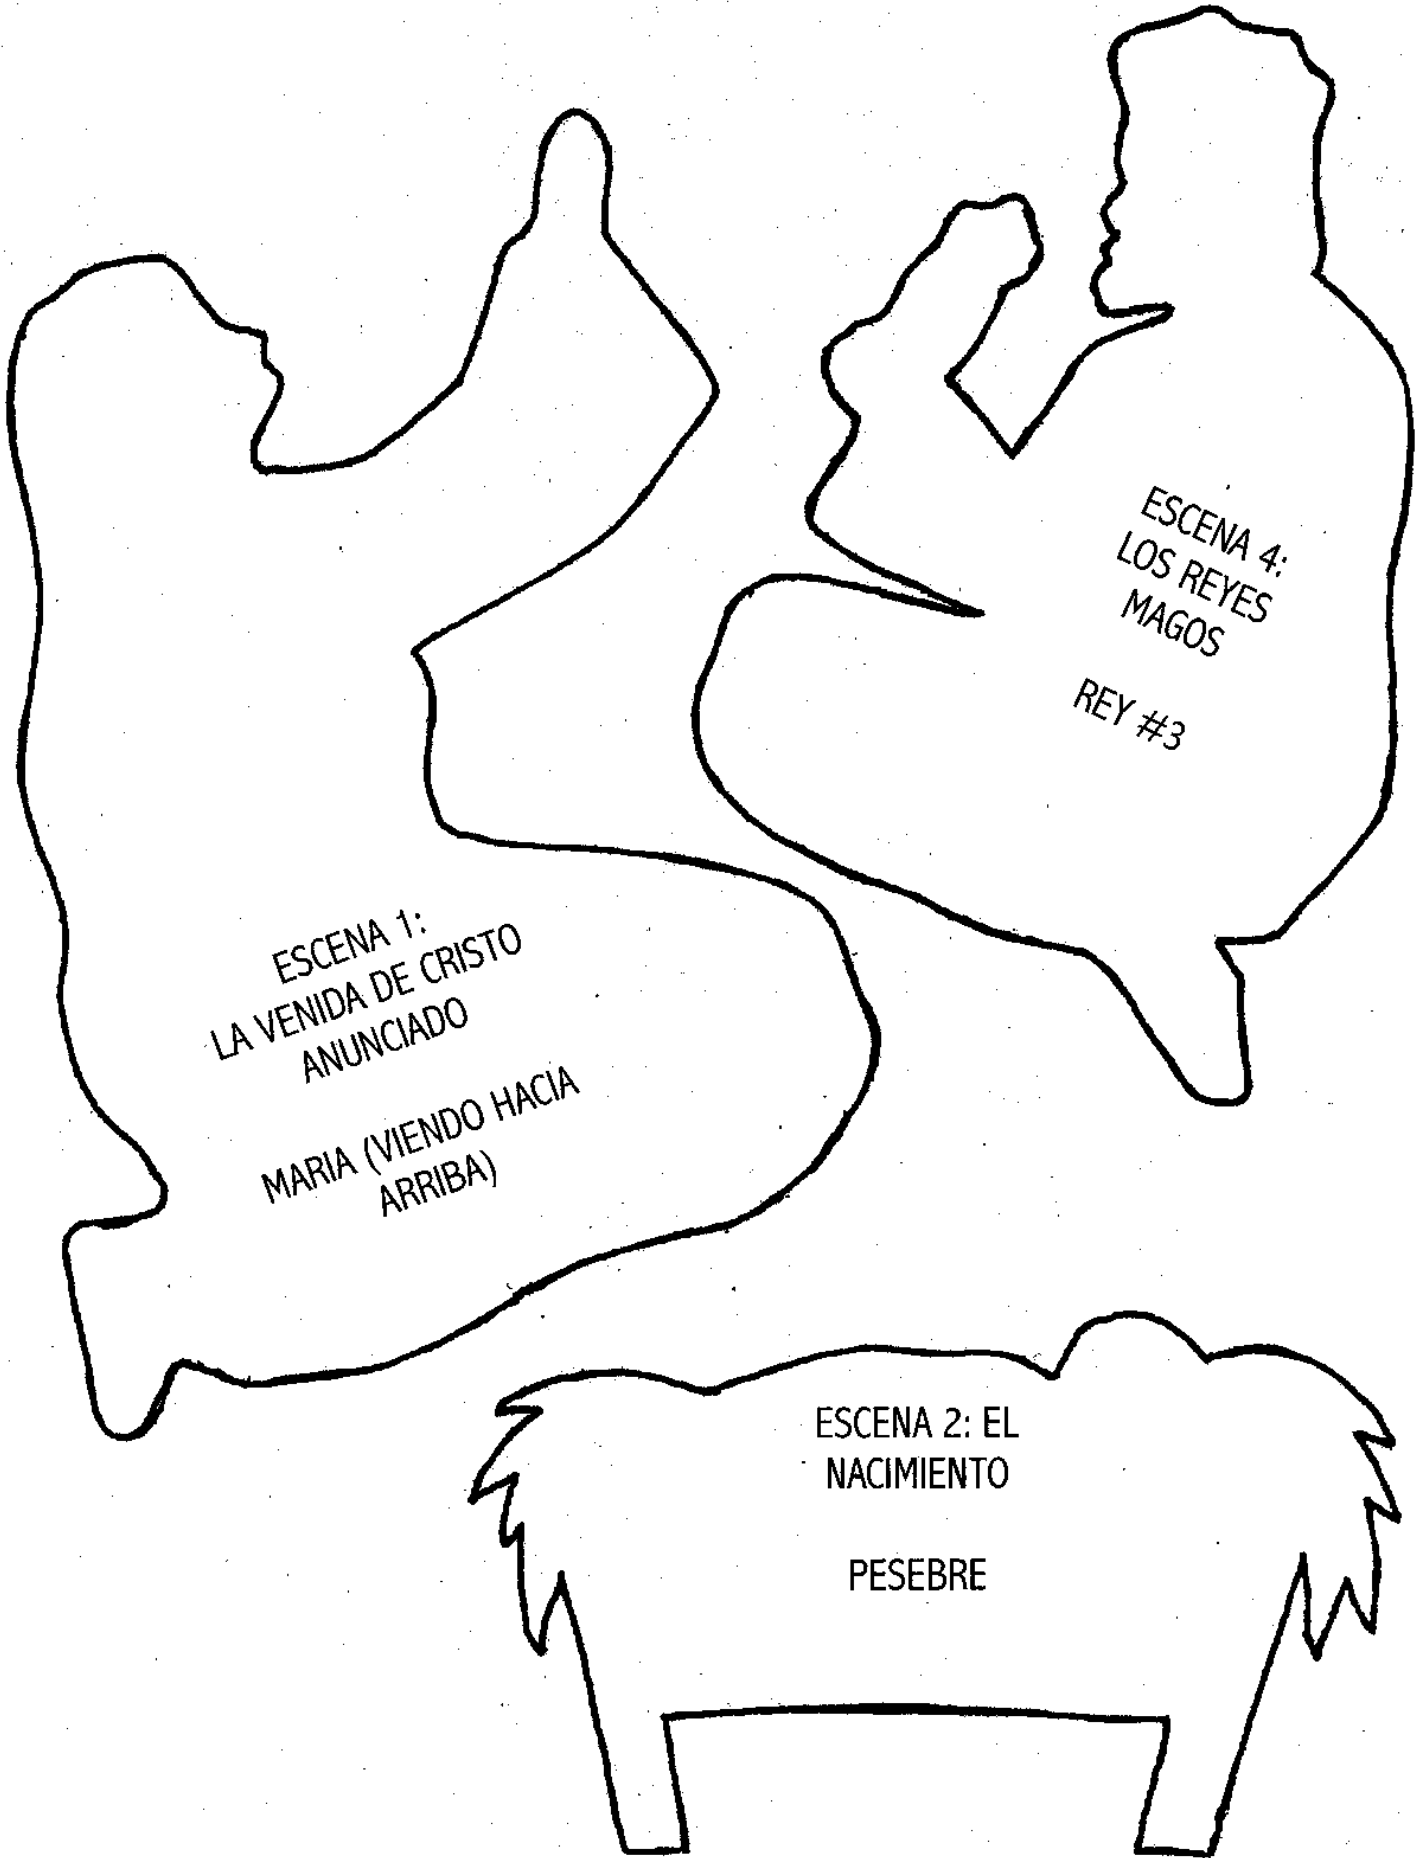 ESCENA 4:
LOS REYES
MAGOS
REY #3
ESCENA 1:
LA VENIDA DE CRISTO
ANUNCIADO
MARIA (VIENDO HACIA
ARRIBA)
ESCENA 2: EL
NACIMIENTO
PESEBRE